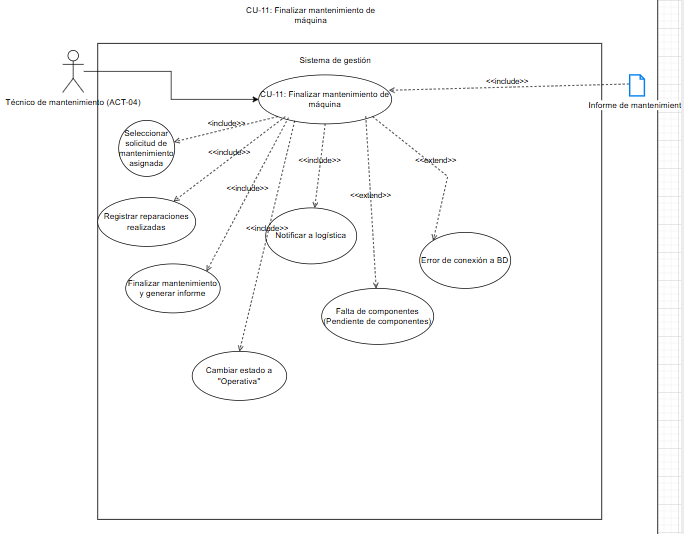 CU-11: Finalizar mantenimiento de
máquina
Sistema de gestión
<<include>>
CU-11: Finalizar mantenimiento de
máquina
Técnico de mantenimiento (ACT-04)
Informe de mantenimient
<<include>>
Seleccionar
solicitud de
mantenimiento
asignada
<<include>>
<<include>>
<<extend>>
<<include>>
<<extend>>
Registrar reparaciones
realizadas
<<include>>
Notificar a logística
Error de conexión a BD
Finalizar mantenimiento
y generar informe
Falta de componentes
(Pendiente de componentes)
Cambiar estado a
"Operativa"